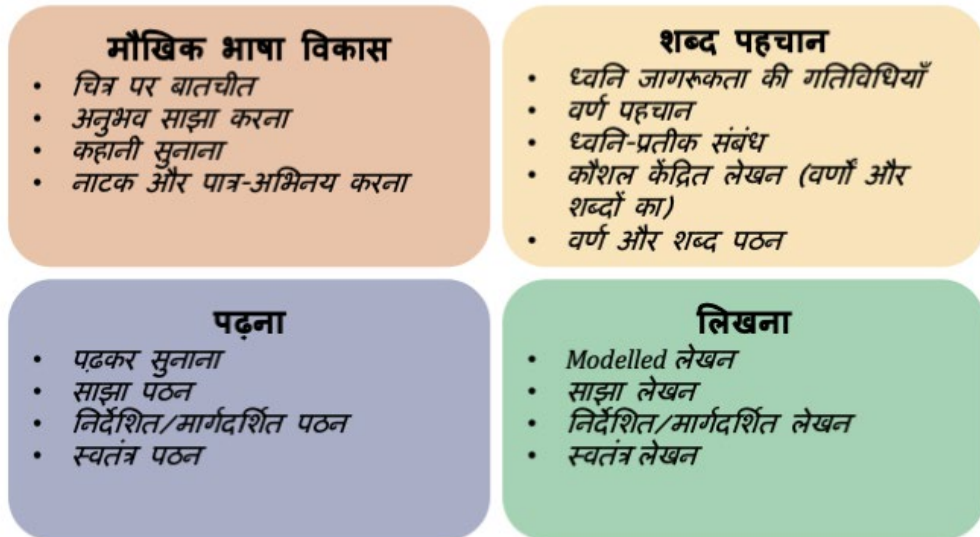 मौखिक भाषा विकास
• चित्र पर बातचीत
• अनुभव साझा करना
• कहानी सुनाना
• नाटक और पात्र-अभिनय करना
शब्द पहचान
• ध्वनि जागरूकता की गतिविधियाँ
• वर्ण पहचान
• ध्वनि-प्रतीक संबंध
• कौशल केंद्रित लेखन (वर्णों और
शब्दों का)
• वर्ण और शब्द पठन
पढ़ना
• पढ़कर सुनाना
• साझा पठन
• निर्देशित/मार्गदर्शित पठन
• स्वतंत्र पठन
लिखना
• Modelled लेखन
• साझा लेखन
• निर्देशित/मार्गदर्शित लेखन
• स्वतंत्र लेखन